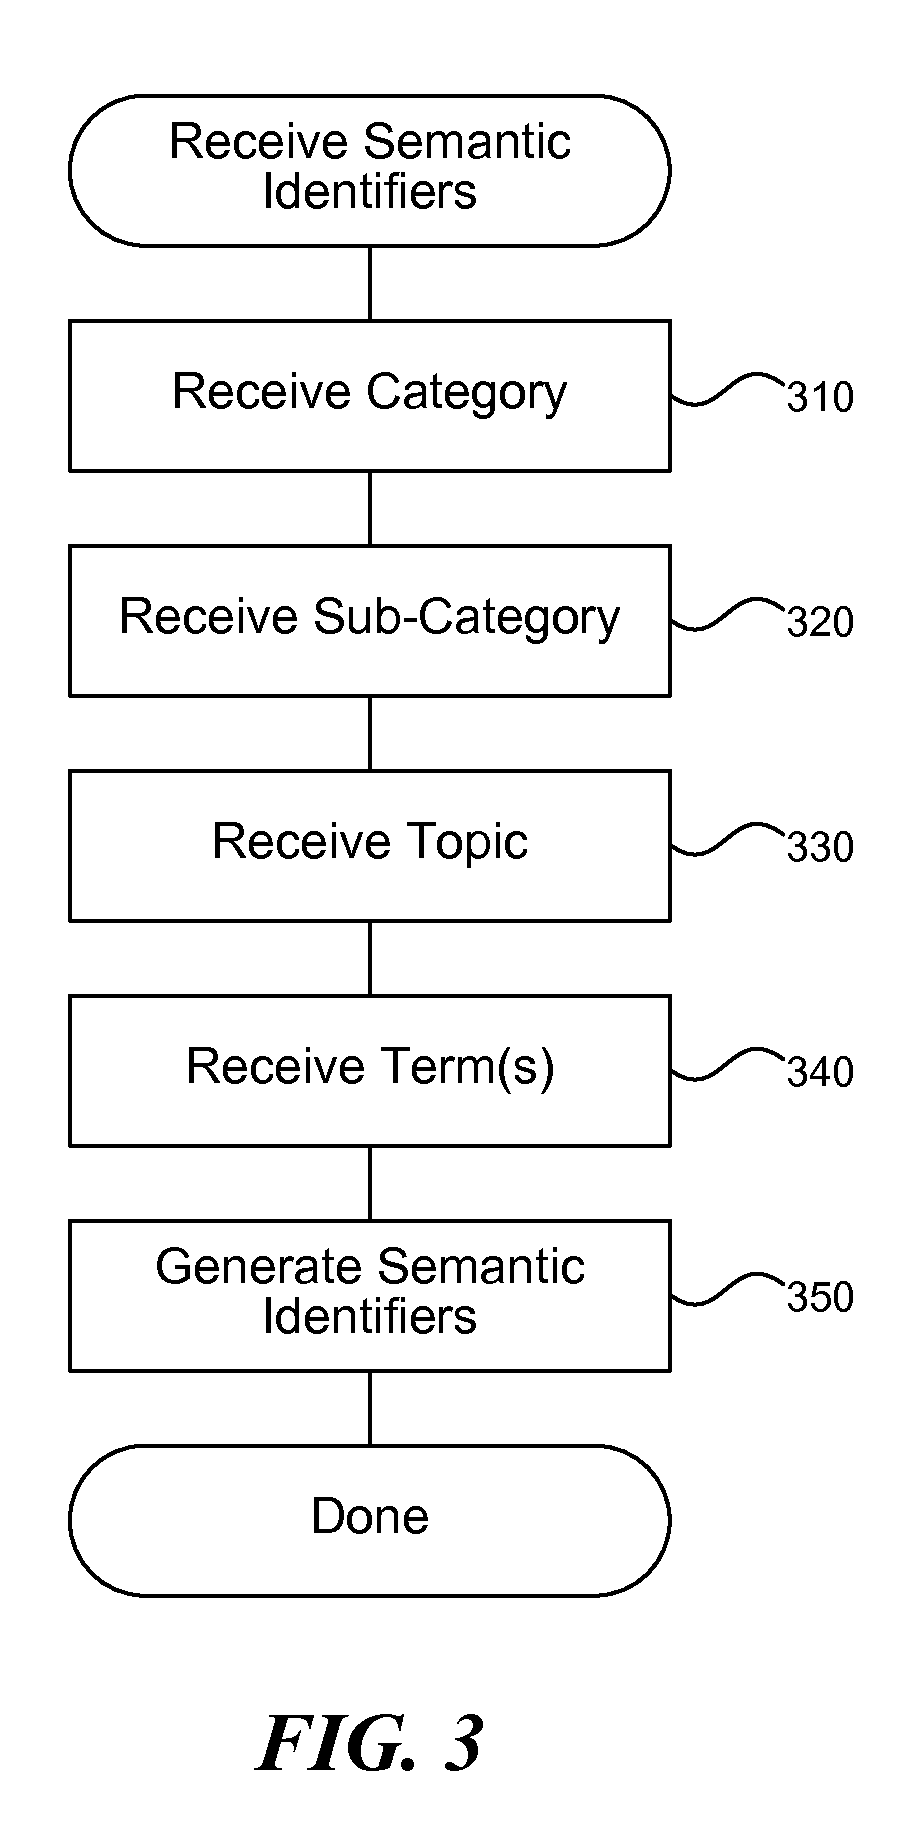 Receive Semantic
Identifiers
Receive Category
310
Receive Sub-Category
320
Receive Topic
330
Receive Term(s)
340
Generate Semantic
Identifiers
350
Done
FIG. 3